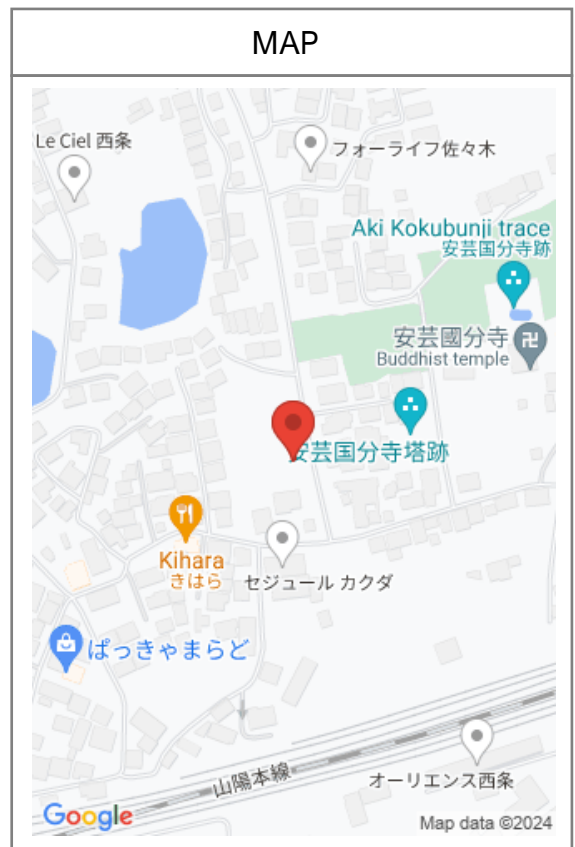 MAP
Le Ciel 西条
フォーライフ佐々木
Aki Kokubunji trace
安芸国分寺跡
安芸國分寺
Buddhist temple
安芸国分寺塔跡
Kihara
きはら
セジュール カクダ
ぱっきゃまらど
山陽本線
オーリエンス西条
Google
Map data ©2024